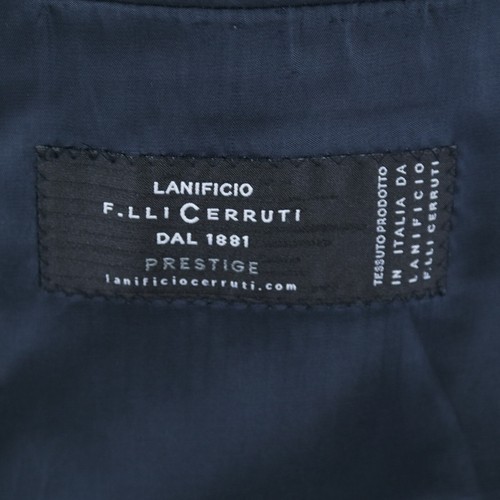 LANIFICIO
F.LLI CERRUTI
DAL 1881
PRESTIGE
lanificiocerruti.com
TESSUTO PRODOTTO
IN ITALIA DA
LANIFICIO
F.LLI CERRUTI